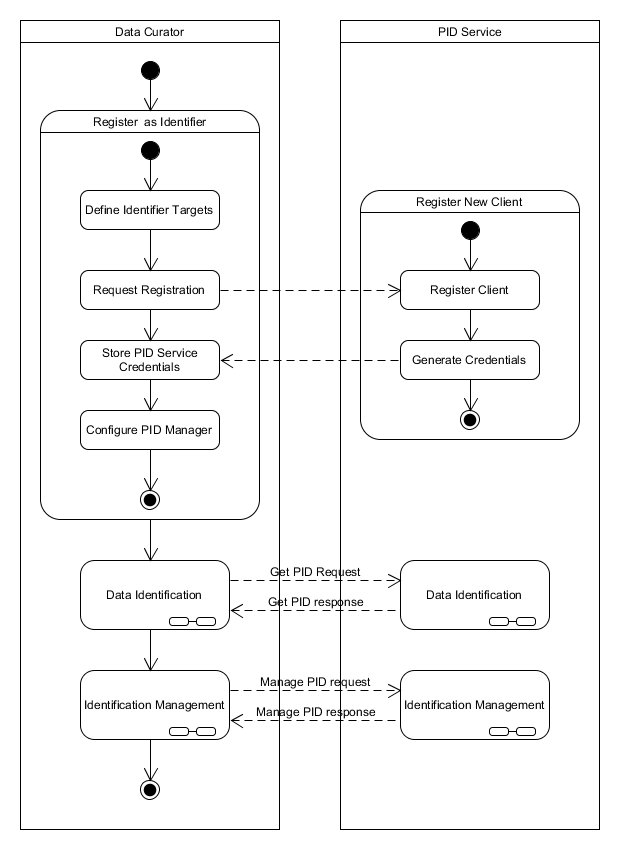 Data Curator
PID Service
Register as Identifier
Define Identifier Targets
Register New Client
Request Registration
Register Client
Store PID Service
Credentials
Generate Credentials
Configure PID Manager
Get PID Request
Data Identification
Data Identification
Get PID response
Manage PID request
Identification Management
Identification Management
Manage PID response